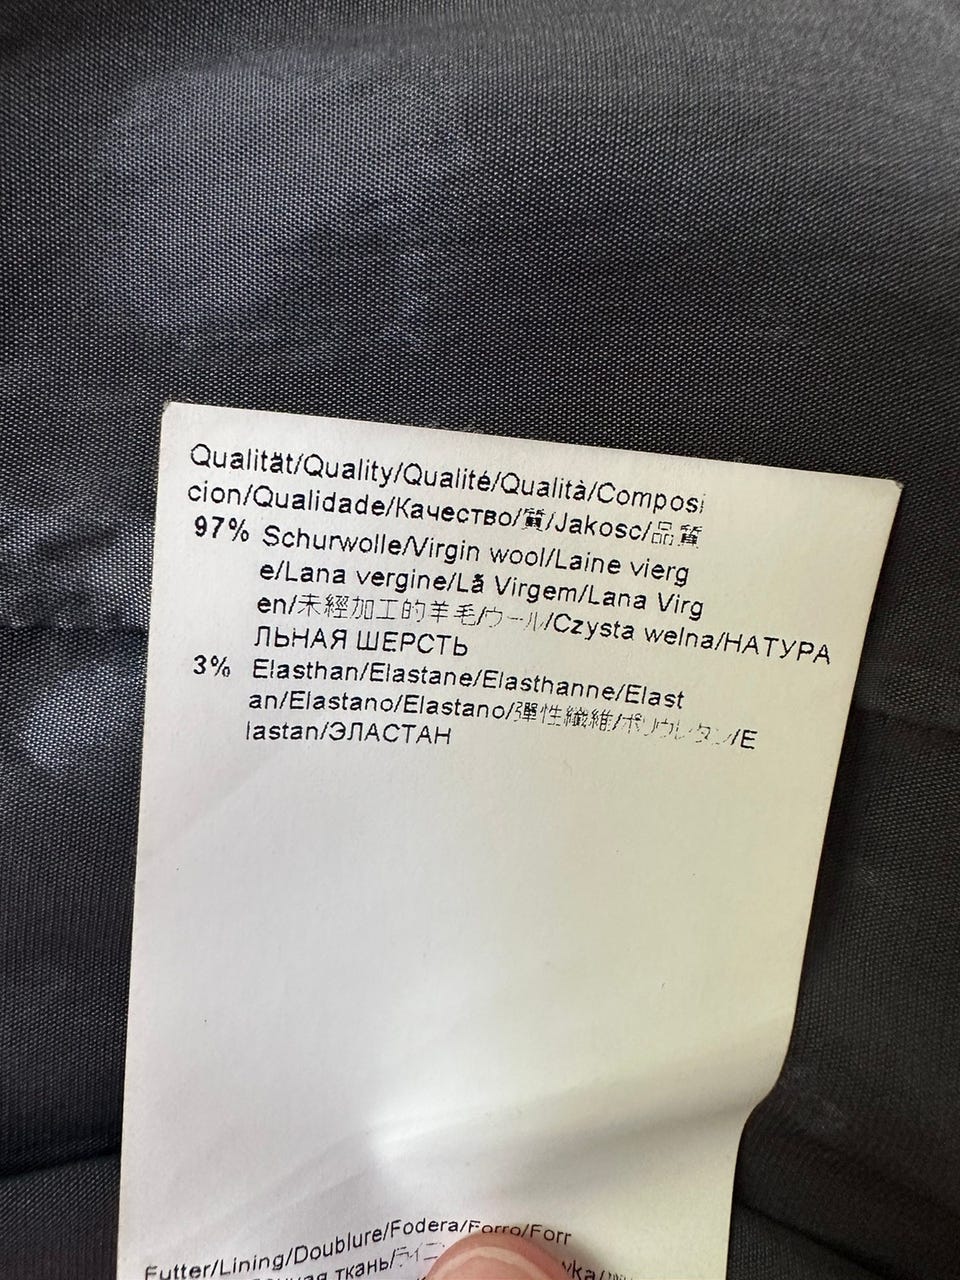 Qualität/Quality/Qualité/Qualità/Composi
cion/Qualidade/Качество/質/Jakosc/品質
97% Schurwolle/Virgin wool/Laine vierg
e/Lana vergine/Lã Virgem/Lana Virg
en/未經加工的羊毛/ウール/Czysta welna/НАТУРА
ЛЬНАЯ ШЕРСТЬ
3% Elasthan/Elastane/Elasthanne/Elast
an/Elastano/Elastano/彈性纖維/ポリウレタン/E
lastan/ЭЛАСТАН
Futter/Lining/Doublure/Fodera/Forro/Forr
ткань/